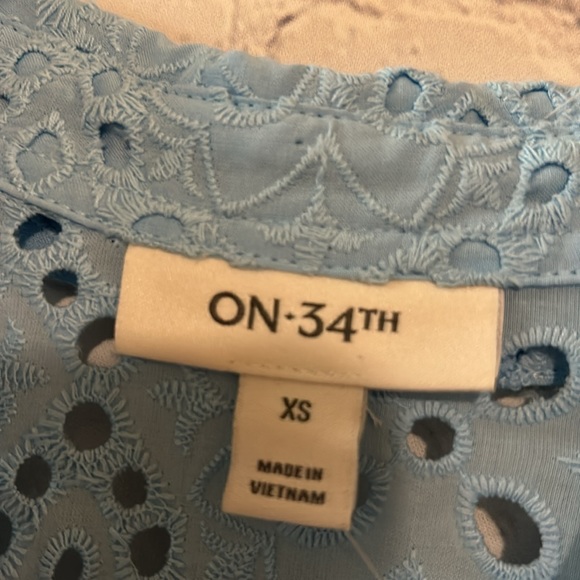 ON·34TH
XS
MADE IN
VIETNAM